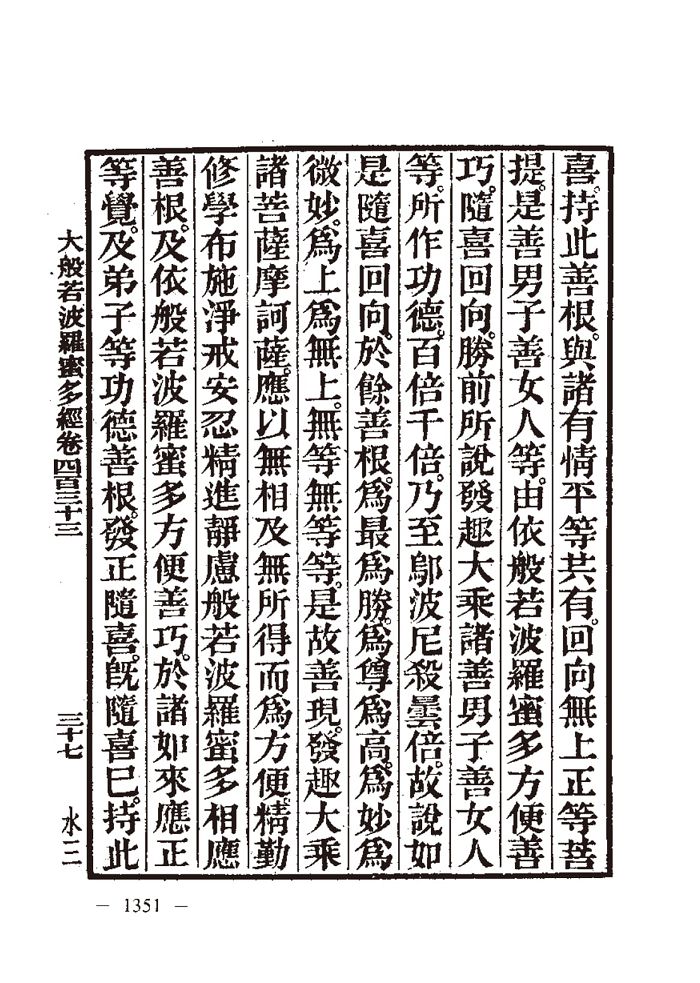 喜。持此善根。與諸有情平等共有。回向無上正等菩
提。是善男子善女人等。由依般若波羅蜜多方便善
巧。隨喜回向。勝前所說發趣大乘諸善男子善女人
等。所作功德。百倍千倍。乃至鄔波尼殺曇倍。故說如
是隨喜回向。於餘善根。為最為勝。為尊為高。為妙為
微妙。為上為無上。無等無等等。是故善現。發趣大乘
諸菩薩摩訶薩。應以無相及無所得而為方便。精勤
修學布施淨戒安忍精進靜慮般若波羅蜜多相應
善根。及依般若波羅蜜多方便善巧。於諸如來應正
等覺。及弟子等功德善根。發正隨喜。旣隨喜已。持此
大般若波羅蜜多經卷四百三十三 三十七 水三
— 1351 —